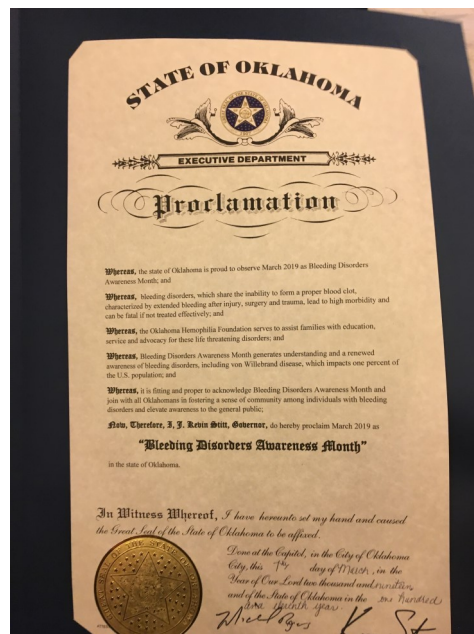 STATE OF OKLAHOMA
EXECUTIVE DEPARTMENT
Proclamation
Whereas, the state of Oklahoma is proud to observe March 2019 as Bleeding Disorders
Awareness Month; and
Whereas, bleeding disorders, which share the inability to form a proper blood clot,
characterized by extended bleeding after injury, surgery and trauma, lead to high morbidity and
can be fatal if not treated effectively; and
Whereas, the Oklahoma Hemophilia Foundation serves to assist families with education,
service and advocacy for these life threatening disorders; and
Whereas, Bleeding Disorders Awareness Month generates understanding and a renewed
awareness of bleeding disorders, including von Willebrand disease, which impacts one percent of
the U.S. population; and
Whereas, it is fitting and proper to acknowledge Bleeding Disorders Awareness Month and
join with all Oklahomans in fostering a sense of community among individuals with bleeding
disorders and elevate awareness to the general public;
Now, Therefore, I, J. Kevin Stitt, Governor, do hereby proclaim March 2019 as
“Bleeding Disorders Awareness Month”
in the state of Oklahoma.
In Witness Whereof, I have hereunto set my hand and caused
the Great Seal of the State of Oklahoma to be affixed.
Done at the Capitol, in the City of Oklahoma
City, this 7th day of March, in the
Year of Our Lord two thousand and nineteen
and of the State of Oklahoma in the one hundred
and eleventh year